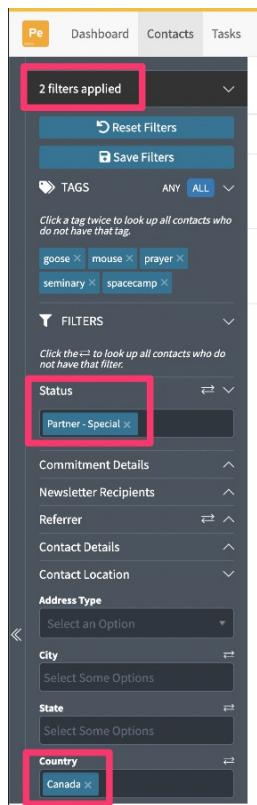 Pe Dashboard Contacts Tasks
2 filters applied
Reset Filters
Save Filters
TAGS ANY ALL
Click a tag twice to look up all contacts who
do not have that tag.
goose × mouse × prayer ×
seminary × spacecamp ×
FILTERS
Click the ⇄ to look up all contacts who do
not have that filter.
Status
Partner - Special ×
Commitment Details
Newsletter Recipients
Referrer
Contact Details
Contact Location
Address Type
Select an Option
City
Select Some Options
State
Select Some Options
Country
Canada ×